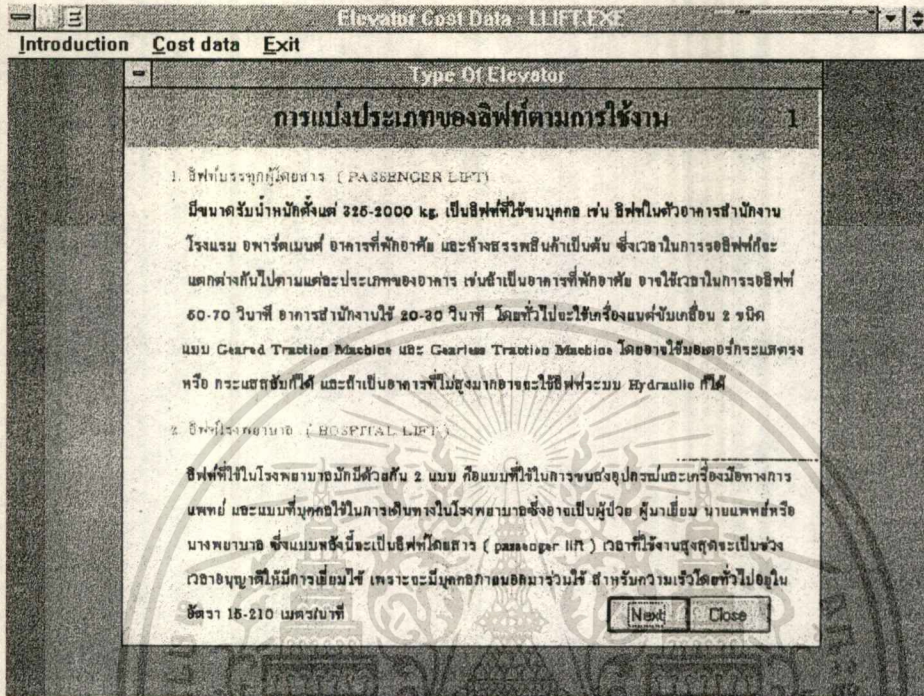 Elevator Cost Data - LLIFT.EXE
Introduction Cost data Exit
Type Of Elevator
การแบ่งประเภทของลิฟท์ตามการใช้งาน 1
1. ลิฟท์บรรทุกผู้โดยสาร ( PASSENGER LIFT)
มีขนาดรับน้ำหนักตั้งแต่ 325-2000 kg. เป็นลิฟท์ที่ใช้ขนบุคคล เช่น ลิฟท์ในตัวอาคารสำนักงาน
โรงแรม อพาร์ตเมนต์ อาคารที่พักอาศัย และห้างสรรพสินค้าเป็นต้น ซึ่งเวลาในการรอลิฟท์ก็จะ
แตกต่างกันไปตามแต่ละประเภทของอาคาร เช่นถ้าเป็นอาคารที่พักอาศัย อาจใช้เวลาในการรอลิฟท์
50-70 วินาที อาคารสำนักงานใช้ 20-30 วินาที โดยทั่วไปจะใช้เครื่องยนต์ขับเคลื่อน 2 ชนิด
แบบ Geared Traction Machine และ Gearless Traction Machine โดยอาจใช้มอเตอร์กระแสตรง
หรือ กระแสสลับก็ได้ และถ้าเป็นอาคารที่ไม่สูงมากอาจจะใช้ลิฟท์ระบบ Hydraulic ก็ได้
2. ลิฟท์โรงพยาบาล ( HOSPITAL LIFT )
ลิฟท์ที่ใช้ในโรงพยาบาลมักมีด้วยกัน 2 แบบ คือแบบที่ใช้ในการขนส่งอุปกรณ์และเครื่องมือทางการ
แพทย์ และแบบที่บุคคลใช้ในการเดินทางในโรงพยาบาลซึ่งอาจเป็นผู้ป่วย ผู้มาเยี่ยม นายแพทย์หรือ
นางพยาบาล ซึ่งแบบหลังนี้จะเป็นลิฟท์โดยสาร ( passenger lift ) เวลาที่ใช้งานสูงสุดจะเป็นช่วง
เวลาอนุญาติให้มีการเยี่ยมไข้ เพราะจะมีบุคคลภายนอกมาร่วมใช้ สำหรับความเร็วโดยทั่วไปอยู่ใน
อัตรา 15-210 เมตร/นาที
Next Close